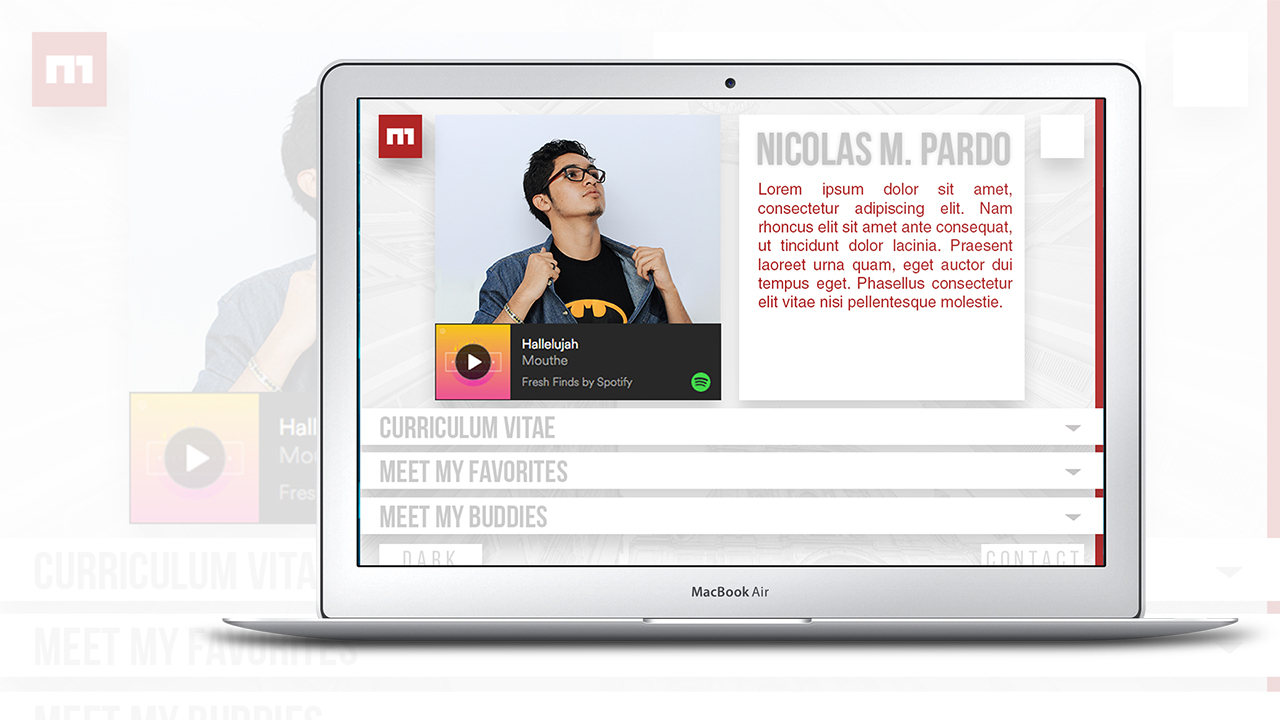 m1
NICOLAS M. PARDO
Lorem ipsum dolor sit amet,
consectetur adipiscing elit. Nam
rhoncus elit sit amet ante consequat,
ut tincidunt dolor lacinia. Praesent
laoreet urna quam, eget auctor dui
tempus eget. Phasellus consectetur
elit vitae nisi pellentesque molestie.
Hallelujah
Mouthe
Fresh Finds by Spotify
CURRICULUM VITAE
MEET MY FAVORITES
MEET MY BUDDIES
DARK
CONTACT
MacBook Air
m1
Hall
Mou
Fres
CURRICULUM VITA
MEET MY FAVORITES
MEET MY BUDDIES